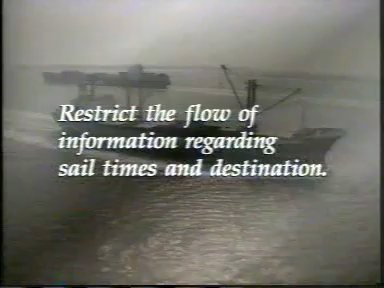 Restrict the flow of
information regarding
sail times and destination.